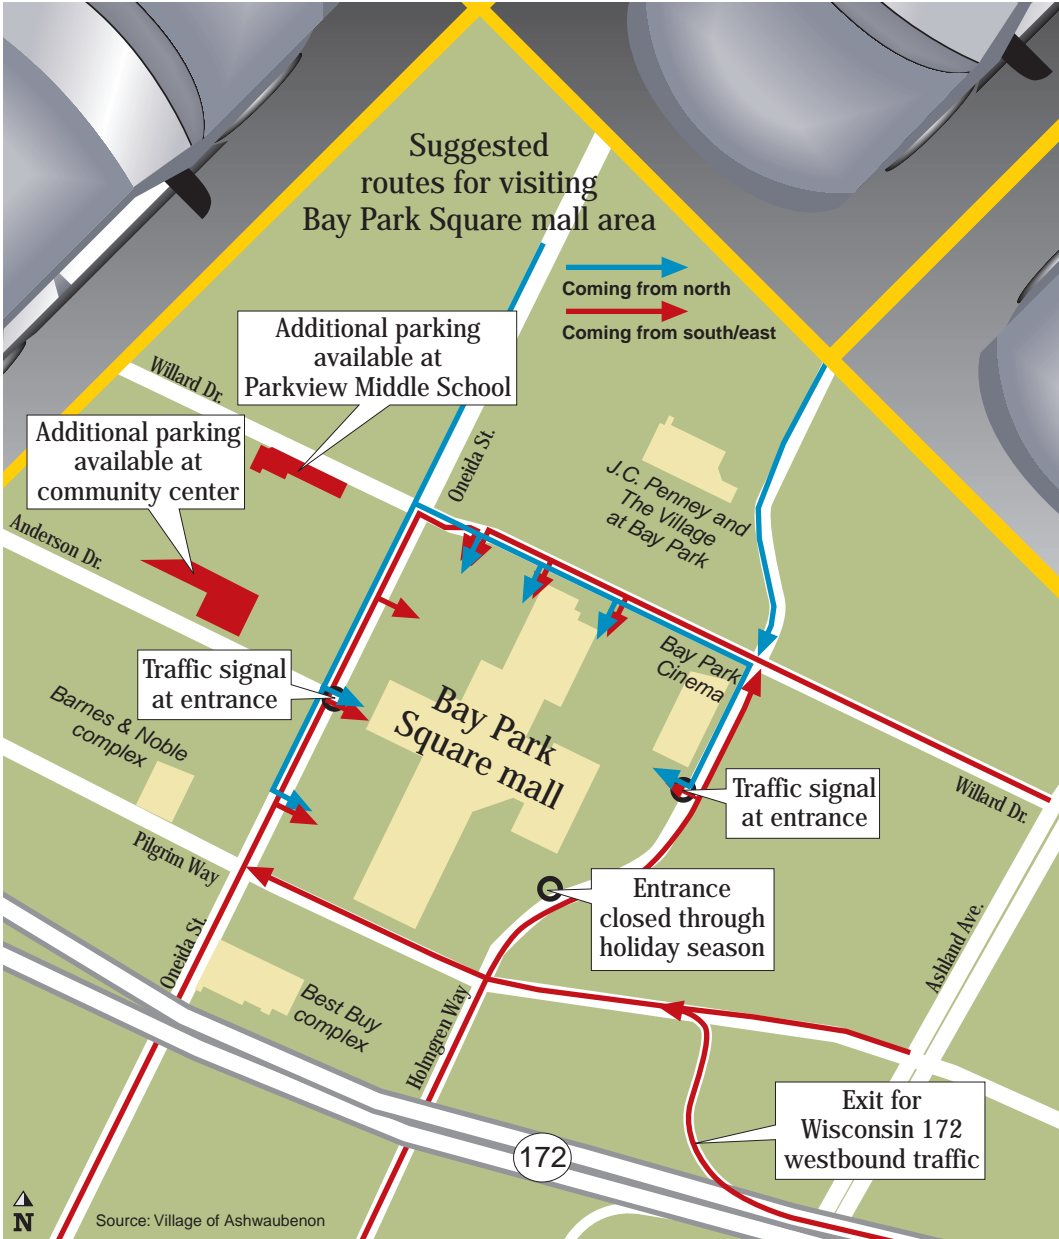 Suggested
routes for visiting
Bay Park Square mall area
Coming from north
Coming from south/east
Additional parking
available at
Parkview Middle School
Willard Dr.
Additional parking
available at
community center
Oneida St.
J.C. Penney and
The Village
at Bay Park
Anderson Dr.
Traffic signal
at entrance
Bay Park
Cinema
Barnes & Noble
complex
Bay Park
Square mall
Traffic signal
at entrance
Willard Dr.
Pilgrim Way
Entrance
closed through
holiday season
Oneida St.
Ashland Ave.
Best Buy
complex
Holmgren Way
Exit for
Wisconsin 172
westbound traffic
172
N
Source: Village of Ashwaubenon